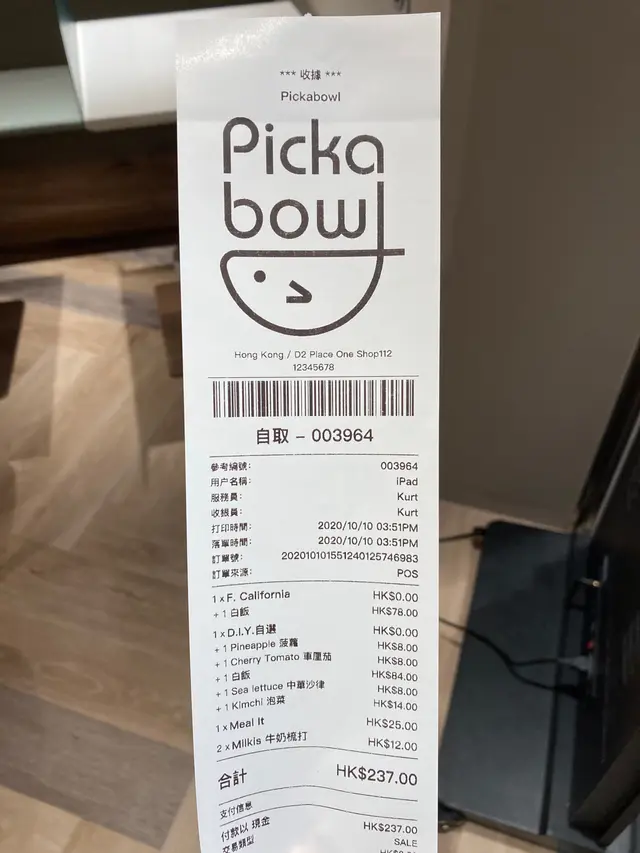 *** 收據 ***
Pickabowl
Picka
bowl
Hong Kong / D2 Place One Shop112
12345678
自取 – 003964
參考編號: 003964
用户名稱: iPad
服務員: Kurt
收銀員: Kurt
打印時間: 2020/10/10 03:51PM
落單時間: 2020/10/10 03:51PM
訂單號: 202010101551240125746983
訂單來源: POS
1 x F. California HK$0.00
+ 1 白飯 HK$78.00
1 x D.I.Y.自選 HK$0.00
+ 1 Pineapple 菠蘿 HK$8.00
+ 1 Cherry Tomato 車厘茄 HK$8.00
+ 1 白飯 HK$84.00
+ 1 Sea lettuce 中華沙律 HK$8.00
+ 1 Kimchi 泡菜 HK$14.00
1 x Meal It HK$25.00
2 x Milkis 牛奶梳打 HK$12.00
合計 HK$237.00
支付信息
付款以 現金 HK$237.00
交易類型 SALE